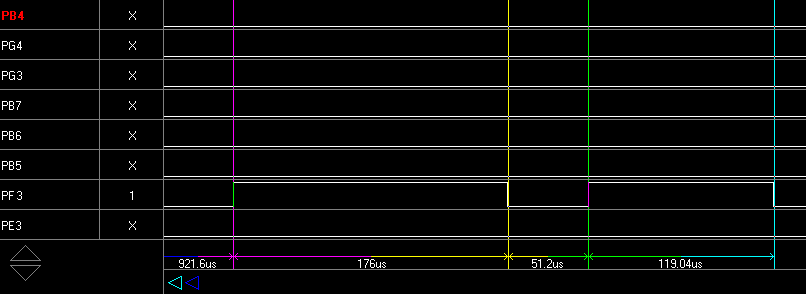 PB4 X
PG4 X
PG3 X
PB7 X
PB6 X
PB5 X
PF3 1
PE3 X
921.6us 176us 51.2us 119.04us